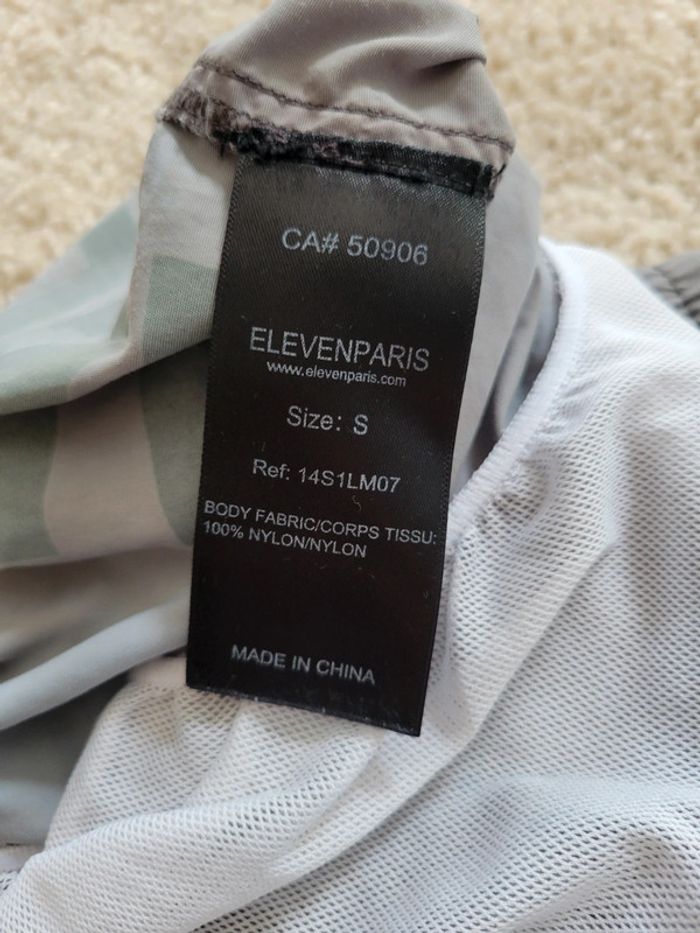 CA# 50906
ELEVENPARIS
www.elevenparis.com
Size: S
Ref: 14S1LM07
BODY FABRIC/CORPS TISSU:
100% NYLON/NYLON
MADE IN CHINA